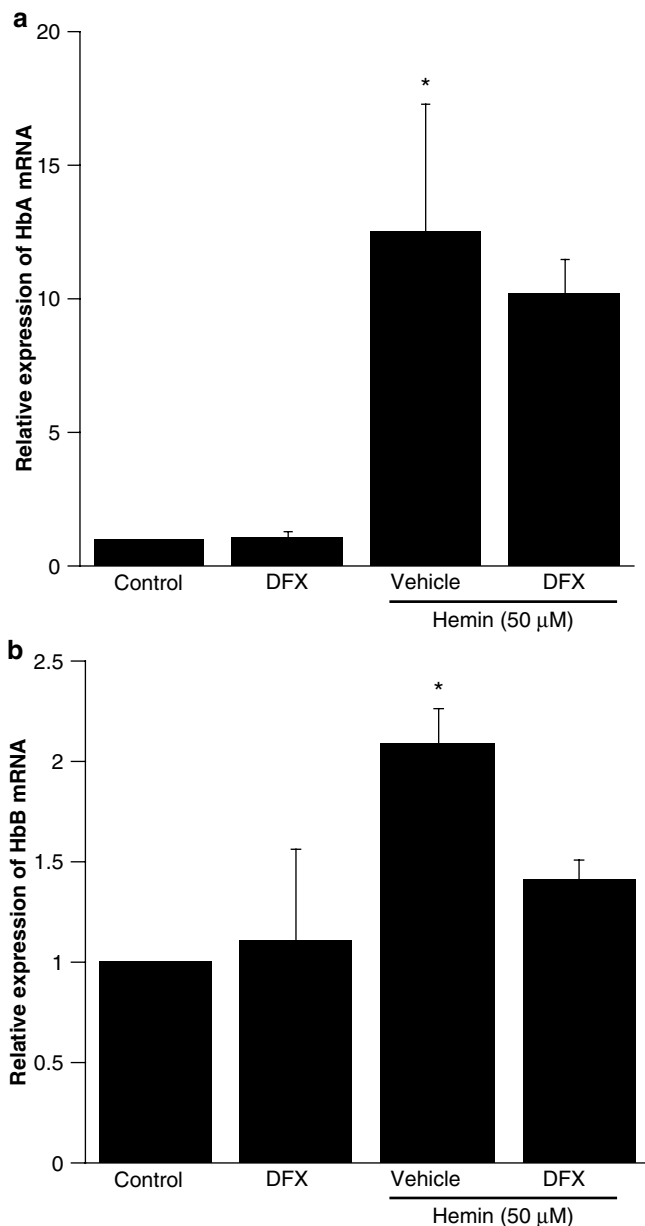 a
Relative expression of HbA mRNA
20
15
10
5
0
*
Control DFX Vehicle DFX
Hemin (50 μM)
b
Relative expression of HbB mRNA
2.5
2
1.5
1
0.5
0
*
Control DFX Vehicle DFX
Hemin (50 μM)